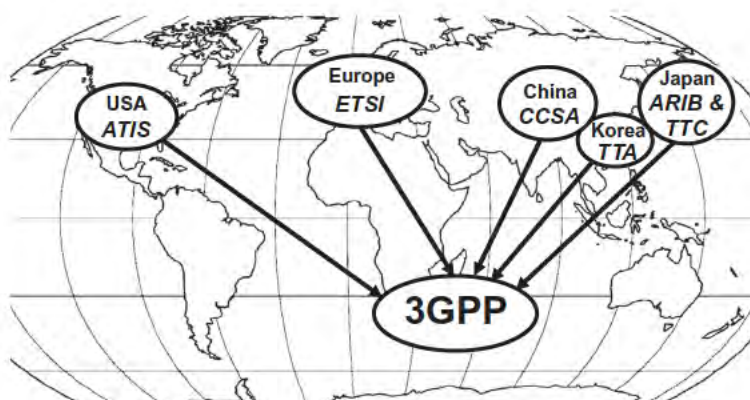 USA
ATIS
Europe
ETSI
China
CCSA
Korea
TTA
Japan
ARIB &
TTC
3GPP